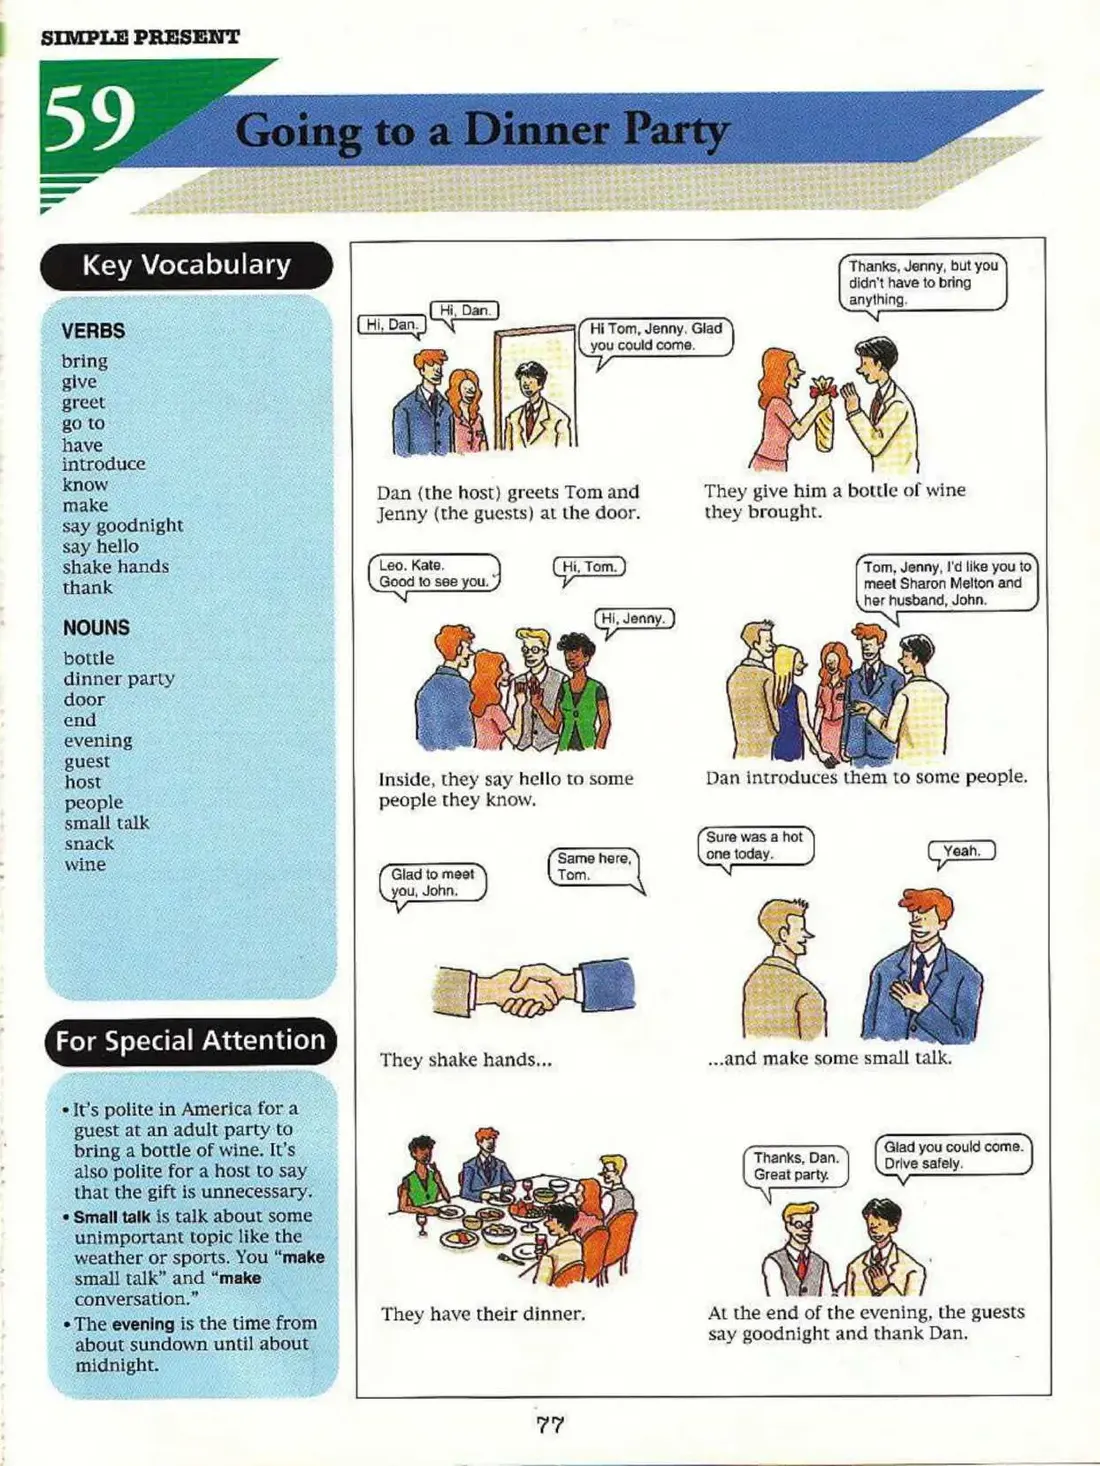 SIMPLE PRESENT
59
Going to a Dinner Party
Key Vocabulary
VERBS
bring
give
greet
go to
have
introduce
know
make
say goodnight
say hello
shake hands
thank
NOUNS
bottle
dinner party
door
end
evening
guest
host
people
small talk
snack
wine
For Special Attention
• It's polite in America for a
guest at an adult party to
bring a bottle of wine. It's
also polite for a host to say
that the gift is unnecessary.
• Small talk is talk about some
unimportant topic like the
weather or sports. You "make
small talk" and "make
conversation."
• The evening is the time from
about sundown until about
midnight.
Hi, Dan.
Hi, Dan.
Hi Tom, Jenny. Glad
you could come.
Dan (the host) greets Tom and
Jenny (the guests) at the door.
Thanks, Jenny, but you
didn't have to bring
anything.
They give him a bottle of wine
they brought.
Leo. Kate.
Good to see you.
Hi, Tom.
Hi, Jenny.
Inside, they say hello to some
people they know.
Tom, Jenny, I'd like you to
meet Sharon Melton and
her husband, John.
Dan introduces them to some people.
Glad to meet
you, John.
Same here,
Tom.
They shake hands...
Sure was a hot
one today.
Yeah.
...and make some small talk.
They have their dinner.
Thanks, Dan.
Great party.
Glad you could come.
Drive safely.
At the end of the evening, the guests
say goodnight and thank Dan.
77